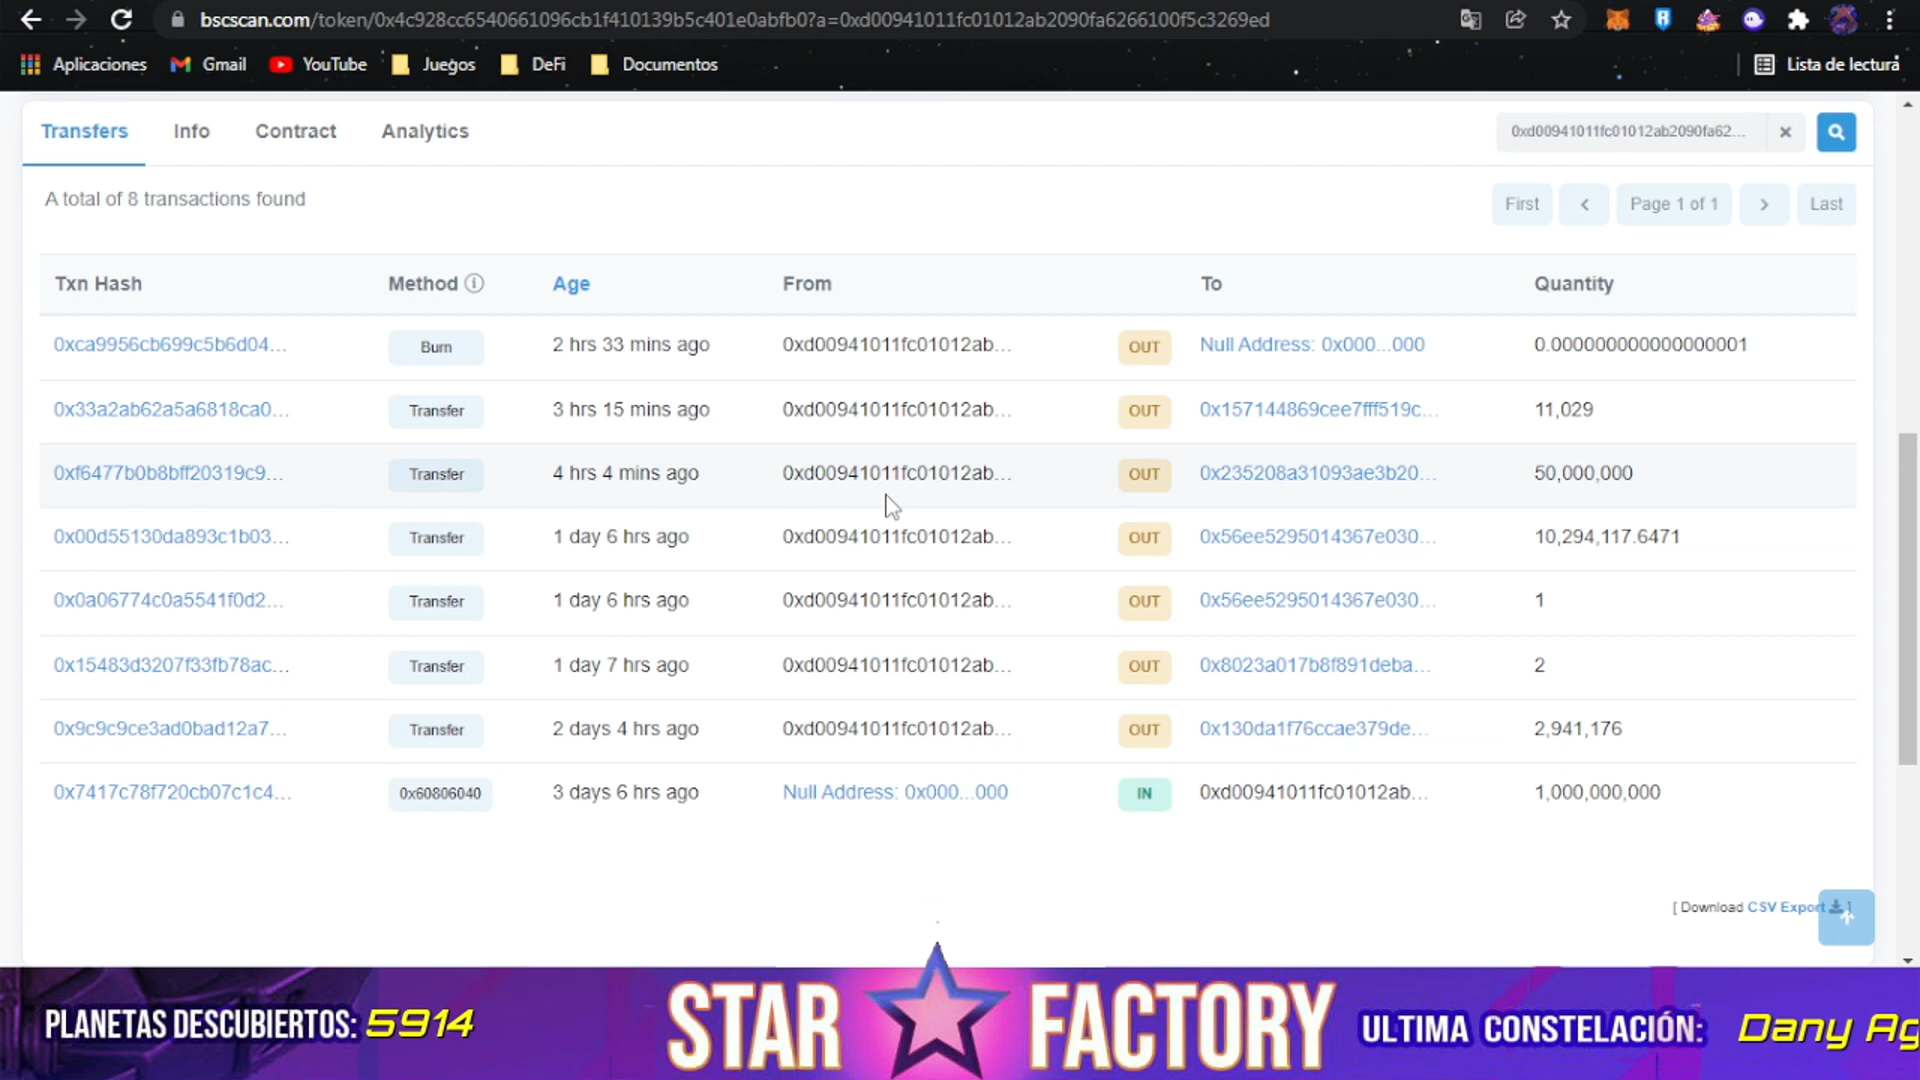 bscscan.com/token/0x4c928cc6540661096cb1f410139b5c401e0abfb0?a=0xd00941011fc01012ab2090fa6266100f5c3269ed
Aplicaciones Gmail YouTube Juegos DeFi Documentos Lista de lectura
Transfers Info Contract Analytics 0xd00941011fc01012ab2090fa62...
A total of 8 transactions found First Page 1 of 1 Last
Txn Hash Method Age From To Quantity
0xca9956cb699c5b6d04... Burn 2 hrs 33 mins ago 0xd00941011fc01012ab... OUT Null Address: 0x000...000 0.000000000000000001
0x33a2ab62a5a6818ca0... Transfer 3 hrs 15 mins ago 0xd00941011fc01012ab... OUT 0x157144869cee7fff519c... 11,029
0xf6477b0b8bff20319c9... Transfer 4 hrs 4 mins ago 0xd00941011fc01012ab... OUT 0x235208a31093ae3b20... 50,000,000
0x00d55130da893c1b03... Transfer 1 day 6 hrs ago 0xd00941011fc01012ab... OUT 0x56ee5295014367e030... 10,294,117.6471
0x0a06774c0a5541f0d2... Transfer 1 day 6 hrs ago 0xd00941011fc01012ab... OUT 0x56ee5295014367e030... 1
0x15483d3207f33fb78ac... Transfer 1 day 7 hrs ago 0xd00941011fc01012ab... OUT 0x8023a017b8f891deba... 2
0x9c9c9ce3ad0bad12a7... Transfer 2 days 4 hrs ago 0xd00941011fc01012ab... OUT 0x130da1f76ccae379de... 2,941,176
0x7417c78f720cb07c1c4... 0x60806040 3 days 6 hrs ago Null Address: 0x000...000 IN 0xd00941011fc01012ab... 1,000,000,000
[ Download CSV Export ]
PLANETAS DESCUBIERTOS: 5914 STAR FACTORY ULTIMA CONSTELACIÓN: Dany Ag